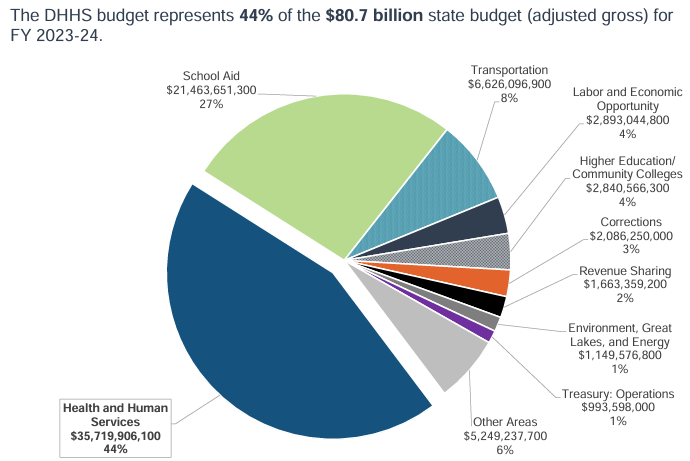 The DHHS budget represents 44% of the $80.7 billion state budget (adjusted gross) for
FY 2023-24.
School Aid
$21,463,651,300
27%
Transportation
$6,626,096,900
8%
Labor and Economic
Opportunity
$2,893,044,800
4%
Higher Education/
Community Colleges
$2,840,566,300
4%
Corrections
$2,086,250,000
3%
Revenue Sharing
$1,663,359,200
2%
Environment, Great
Lakes, and Energy
$1,149,576,800
1%
Treasury: Operations
$993,598,000
1%
Other Areas
$5,249,237,700
6%
Health and Human
Services
$35,719,906,100
44%